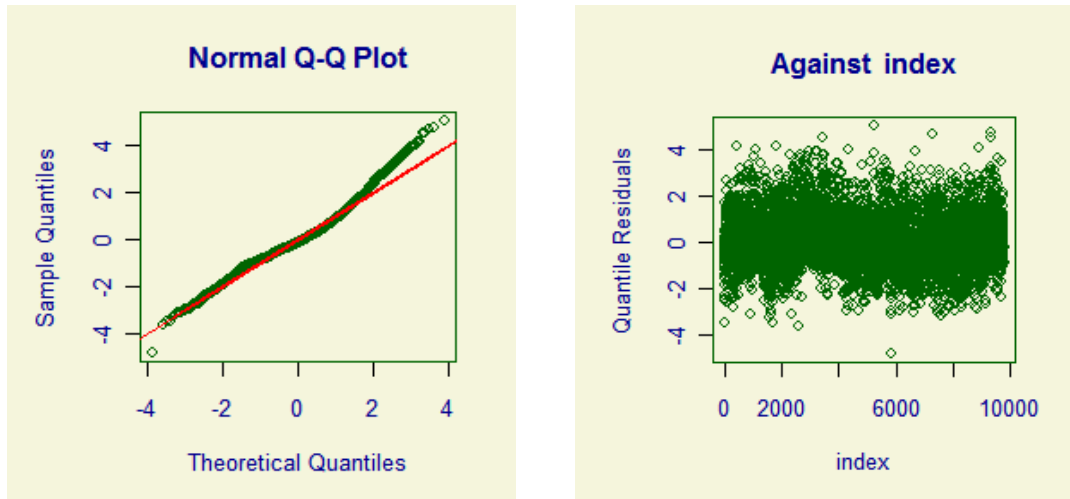 Normal Q-Q Plot
Sample Quantiles
4
2
0
-2
-4
-4 -2 0 2 4
Theoretical Quantiles
Against index
Quantile Residuals
4
2
0
-2
-4
0 2000 6000 10000
index